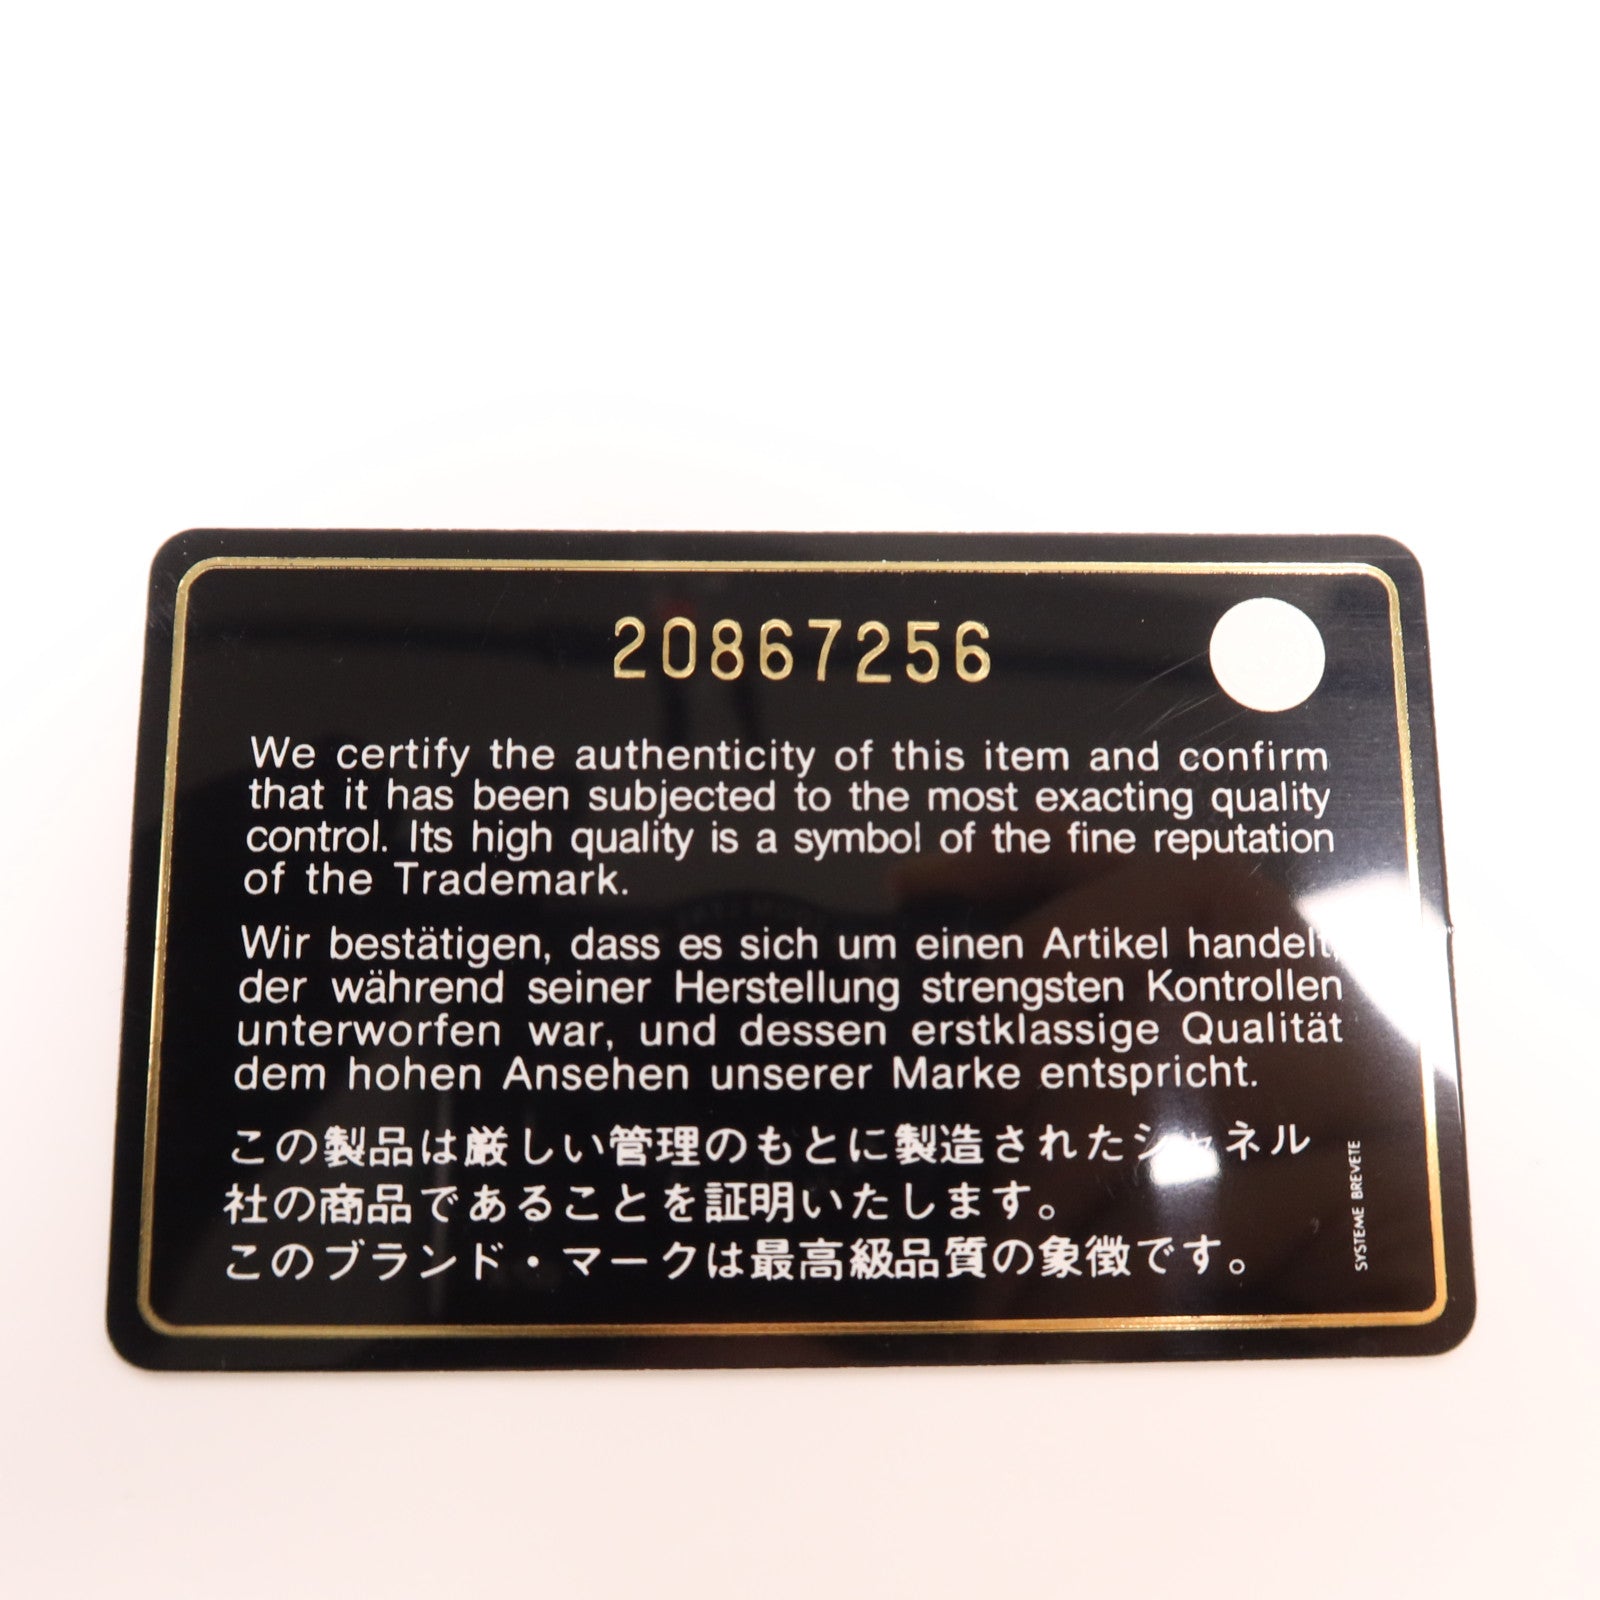 20867256
We certify the authenticity of this item and confirm
that it has been subjected to the most exacting quality
control. Its high quality is a symbol of the fine reputation
of the Trademark.
Wir bestätigen, dass es sich um einen Artikel handelt,
der während seiner Herstellung strengsten Kontrollen
unterworfen war, und dessen erstklassige Qualität
dem hohen Ansehen unserer Marke entspricht.
この製品は厳しい管理のもとに製造されたシャネル
社の商品であることを証明いたします。
このブランド・マークは最高級品質の象徴です。
SYSTEME BREVETE